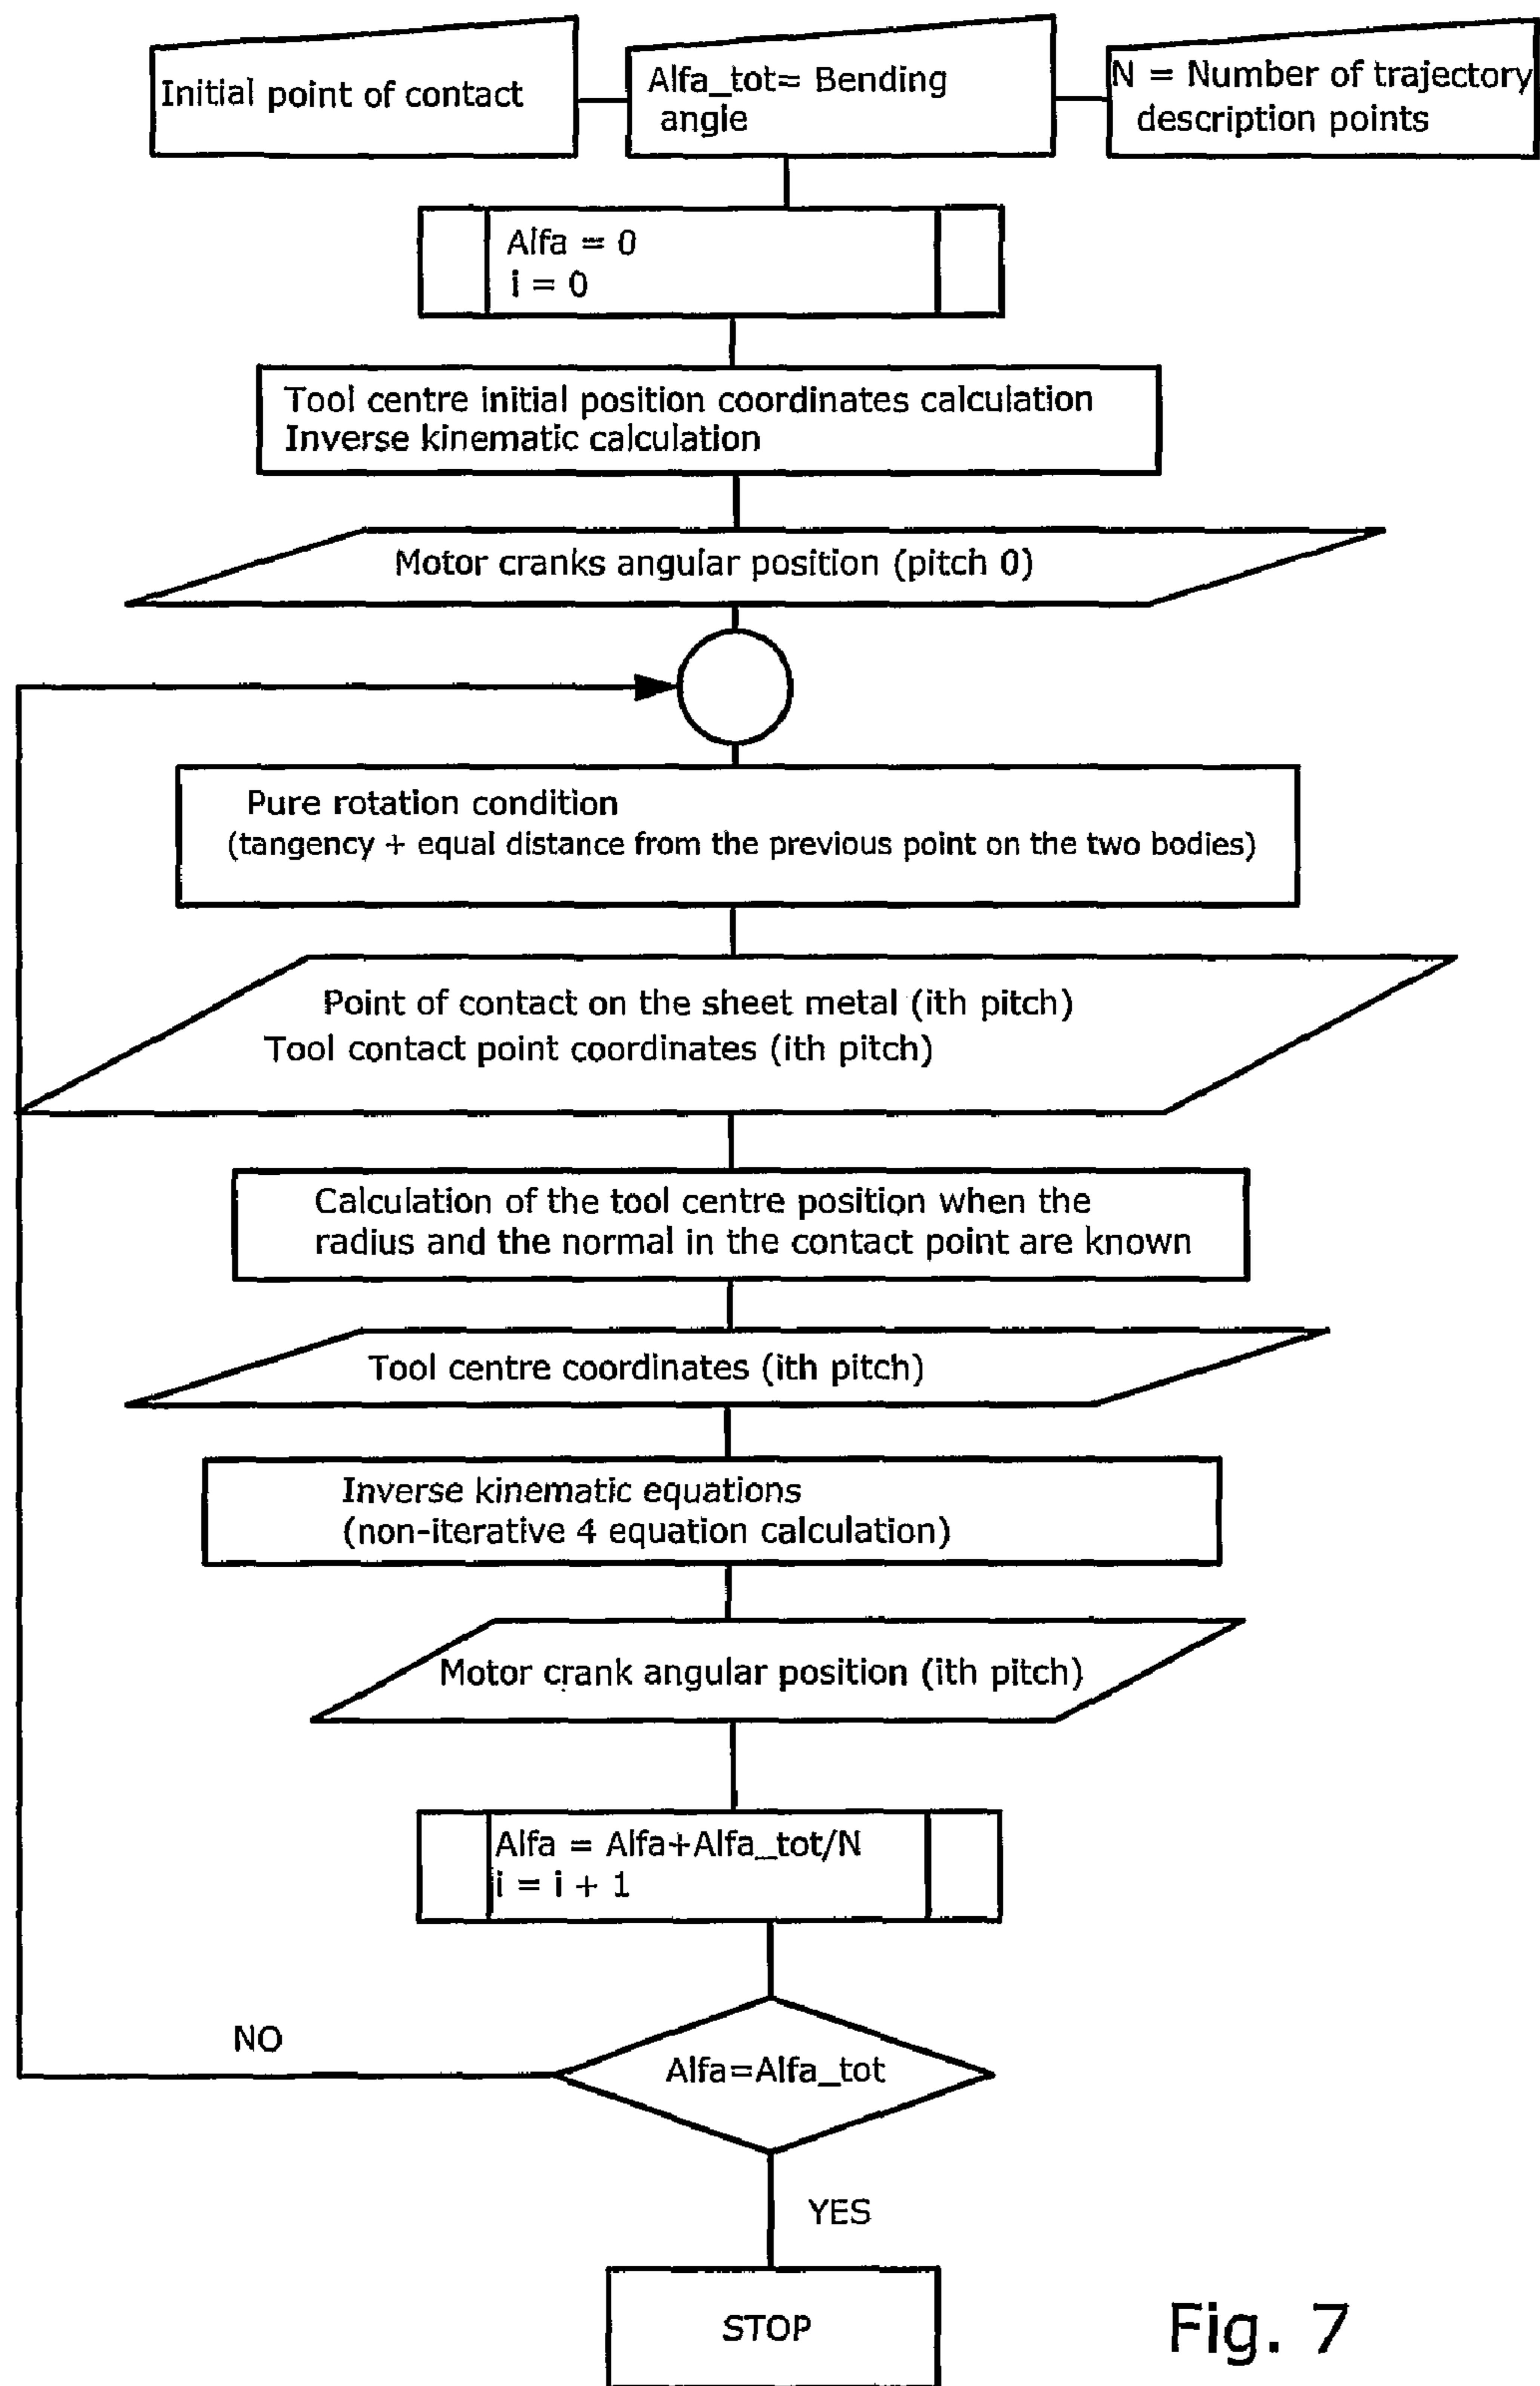 Initial point of contact
Alfa_tot= Bending
angle
N = Number of trajectory
description points
Alfa = 0
i = 0
Tool centre initial position coordinates calculation
Inverse kinematic calculation
Motor cranks angular position (pitch 0)
Pure rotation condition
(tangency + equal distance from the previous point on the two bodies)
Point of contact on the sheet metal (ith pitch)
Tool contact point coordinates (ith pitch)
Calculation of the tool centre position when the
radius and the normal in the contact point are known
Tool centre coordinates (ith pitch)
Inverse kinematic equations
(non-iterative 4 equation calculation)
Motor crank angular position (ith pitch)
Alfa = Alfa+Alfa_tot/N
i = i + 1
NO
Alfa=Alfa_tot
YES
STOP
Fig. 7